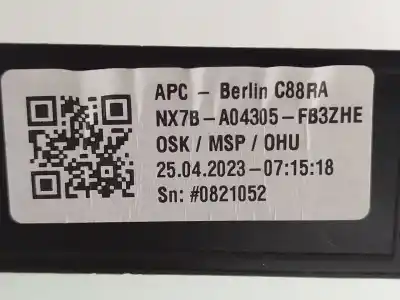 APC - Berlin C88RA
NX7B-A04305-FB3ZHE
OSK / MSP / OHU
25.04.2023-07:15:18
Sn: #0821052